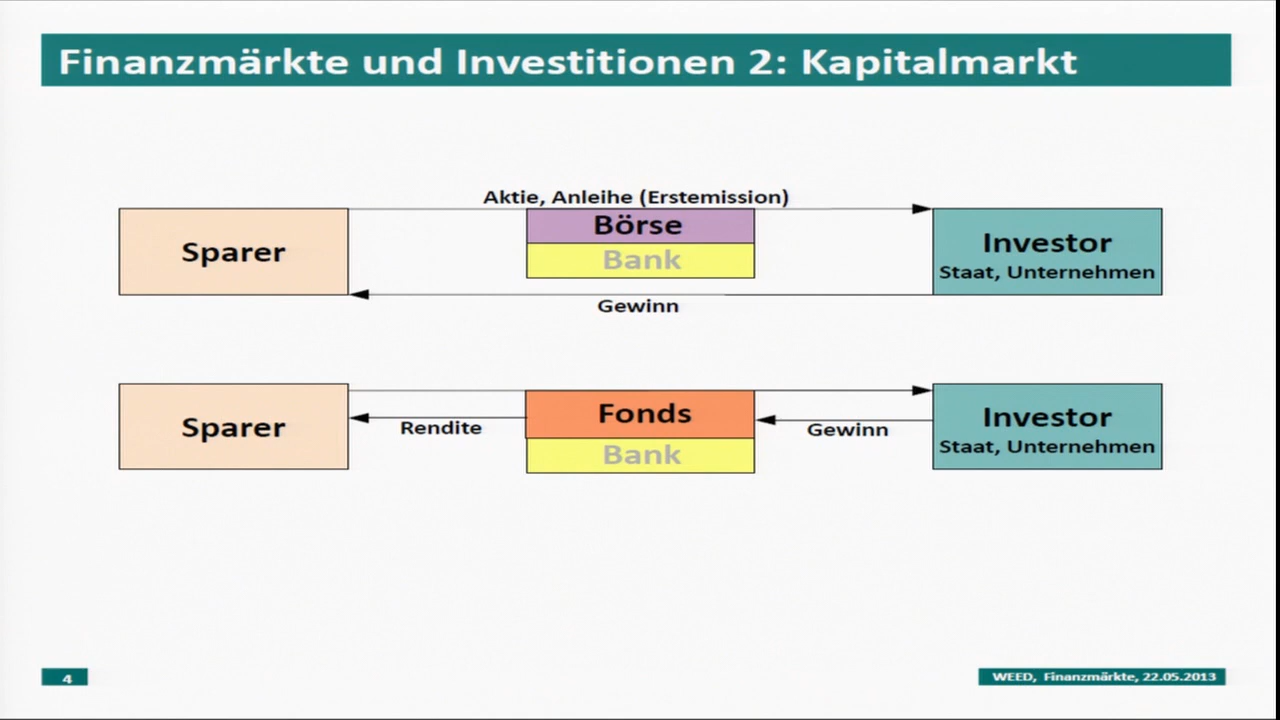 Finanzmärkte und Investitionen 2: Kapitalmarkt
Aktie, Anleihe (Erstemission)
Sparer
Börse
Bank
Investor
Staat, Unternehmen
Gewinn
Sparer
Rendite
Fonds
Bank
Gewinn
Investor
Staat, Unternehmen
4
WEED, Finanzmärkte, 22.05.2013